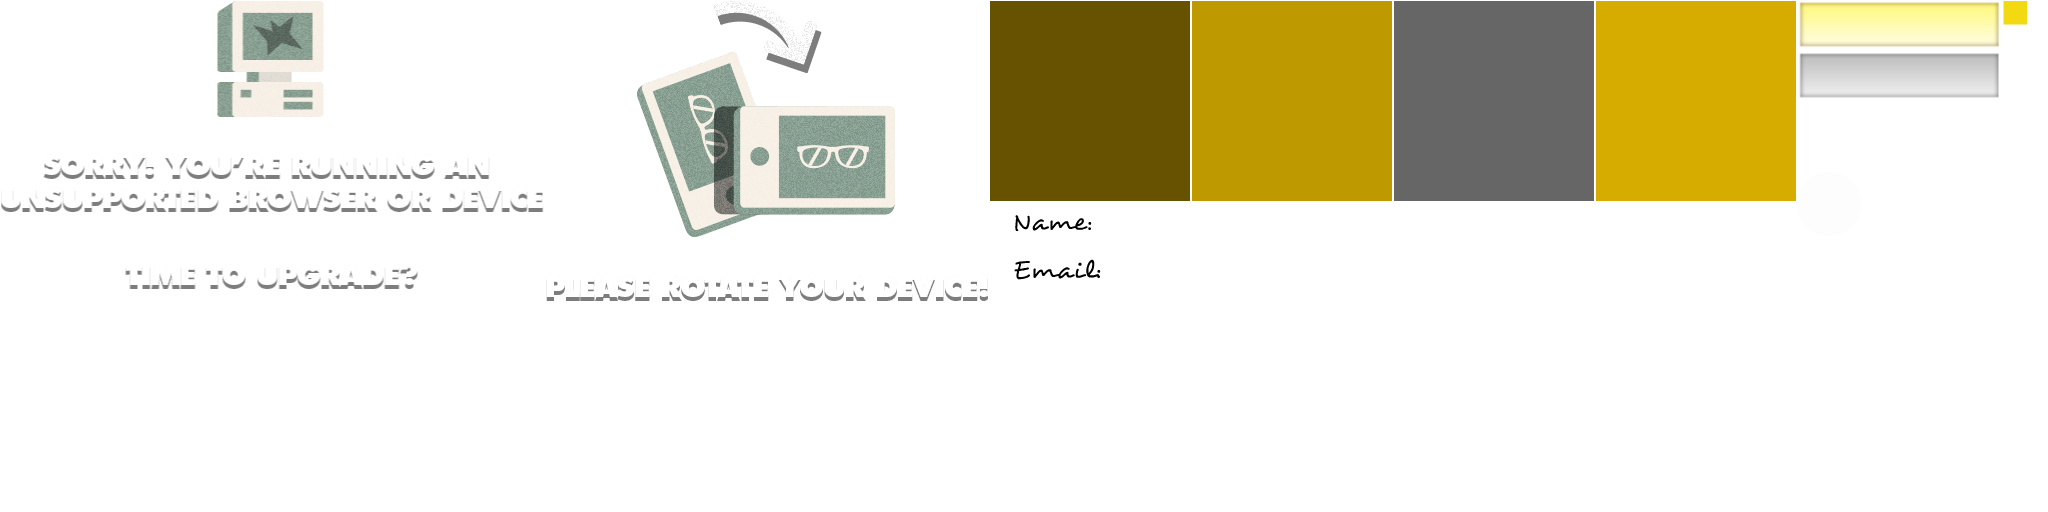 SORRY! YOU'RE RUNNING AN
UNSUPPORTED BROWSER OR DEVICE
TIME TO UPGRADE?
PLEASE ROTATE YOUR DEVICE!
Name:
Email: